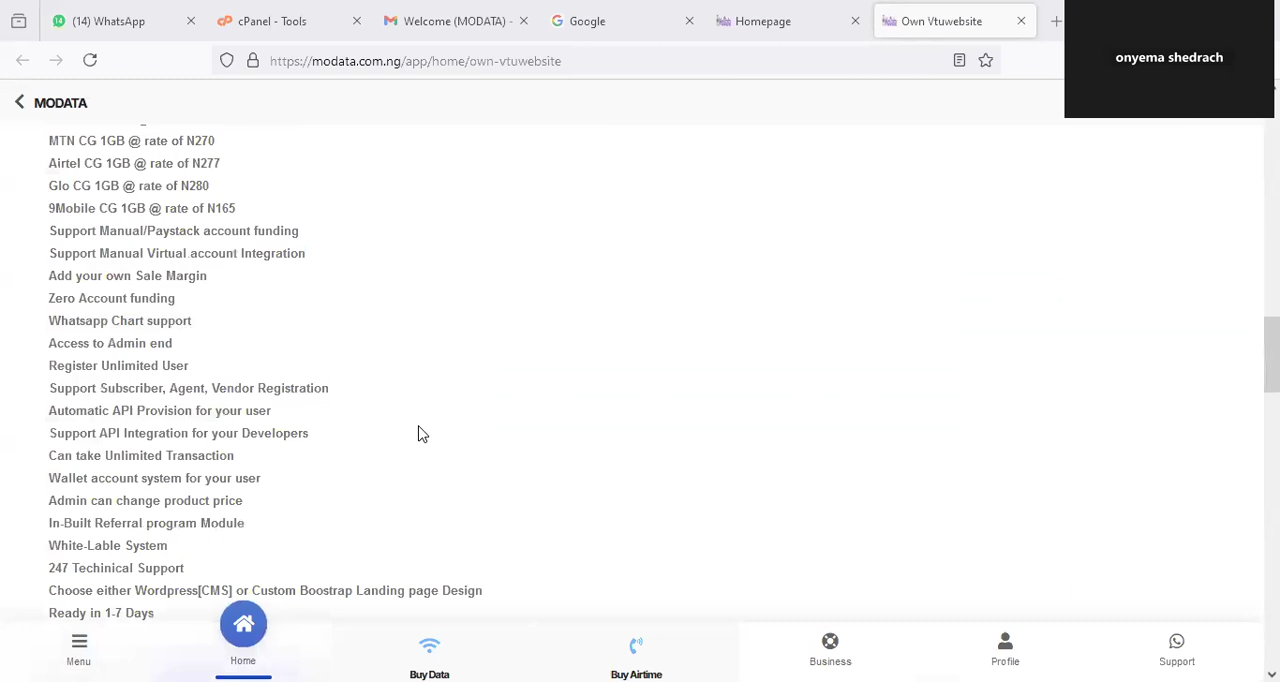 (14) WhatsApp
cPanel - Tools
Welcome (MODATA) -
Google
Homepage
Own Vtuwebsite
https://modata.com.ng/app/home/own-vtuwebsite
onyema shedrach
MODATA
MTN CG 1GB @ rate of N270
Airtel CG 1GB @ rate of N277
Glo CG 1GB @ rate of N280
9Mobile CG 1GB @ rate of N165
Support Manual/Paystack account funding
Support Manual Virtual account Integration
Add your own Sale Margin
Zero Account funding
Whatsapp Chart support
Access to Admin end
Register Unlimited User
Support Subscriber, Agent, Vendor Registration
Automatic API Provision for your user
Support API Integration for your Developers
Can take Unlimited Transaction
Wallet account system for your user
Admin can change product price
In-Built Referral program Module
White-Lable System
247 Techinical Support
Choose either Wordpress[CMS] or Custom Boostrap Landing page Design
Ready in 1-7 Days
Menu
Home
Buy Data
Buy Airtime
Business
Profile
Support